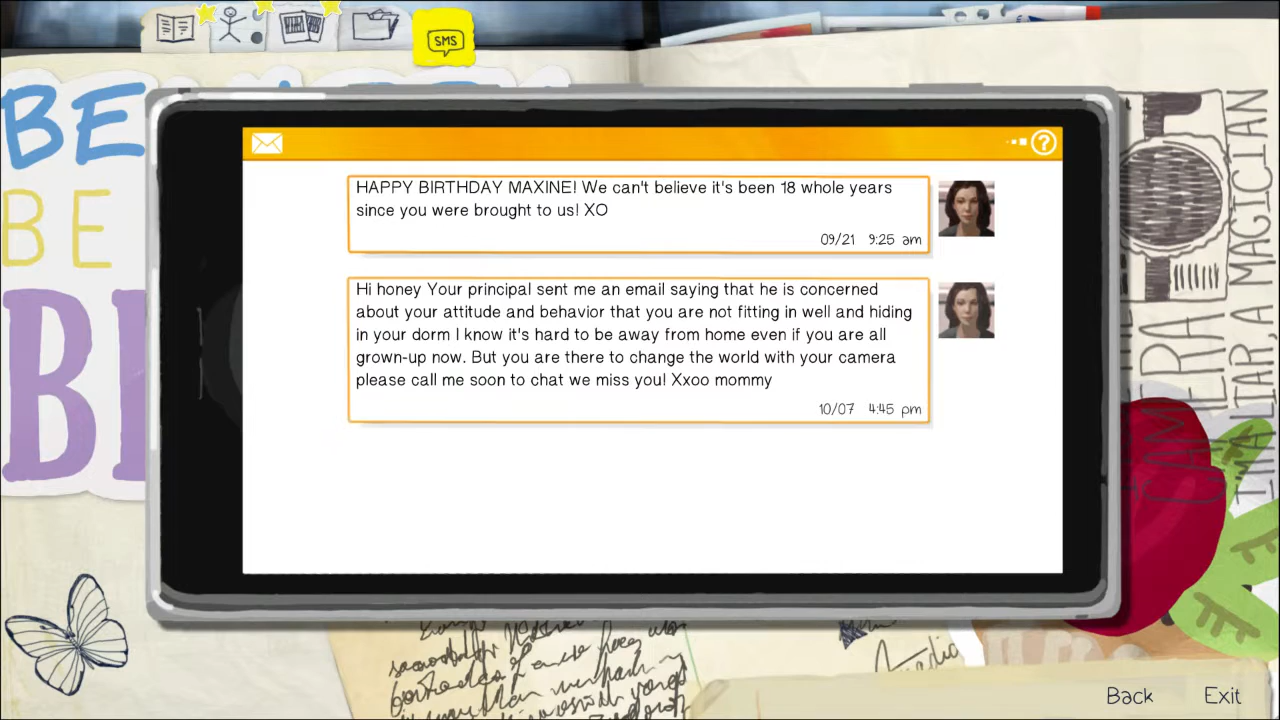 SMS
HAPPY BIRTHDAY MAXINE! We can't believe it's been 18 whole years
since you were brought to us! XO
09/21 9:25 am
Hi honey Your principal sent me an email saying that he is concerned
about your attitude and behavior that you are not fitting in well and hiding
in your dorm I know it's hard to be away from home even if you are all
grown-up now. But you are there to change the world with your camera
please call me soon to chat we miss you! Xxoo mommy
10/07 4:45 pm
BE
BE
CAMERA
I'M A LIAR, A MAGICIAN
Back Exit